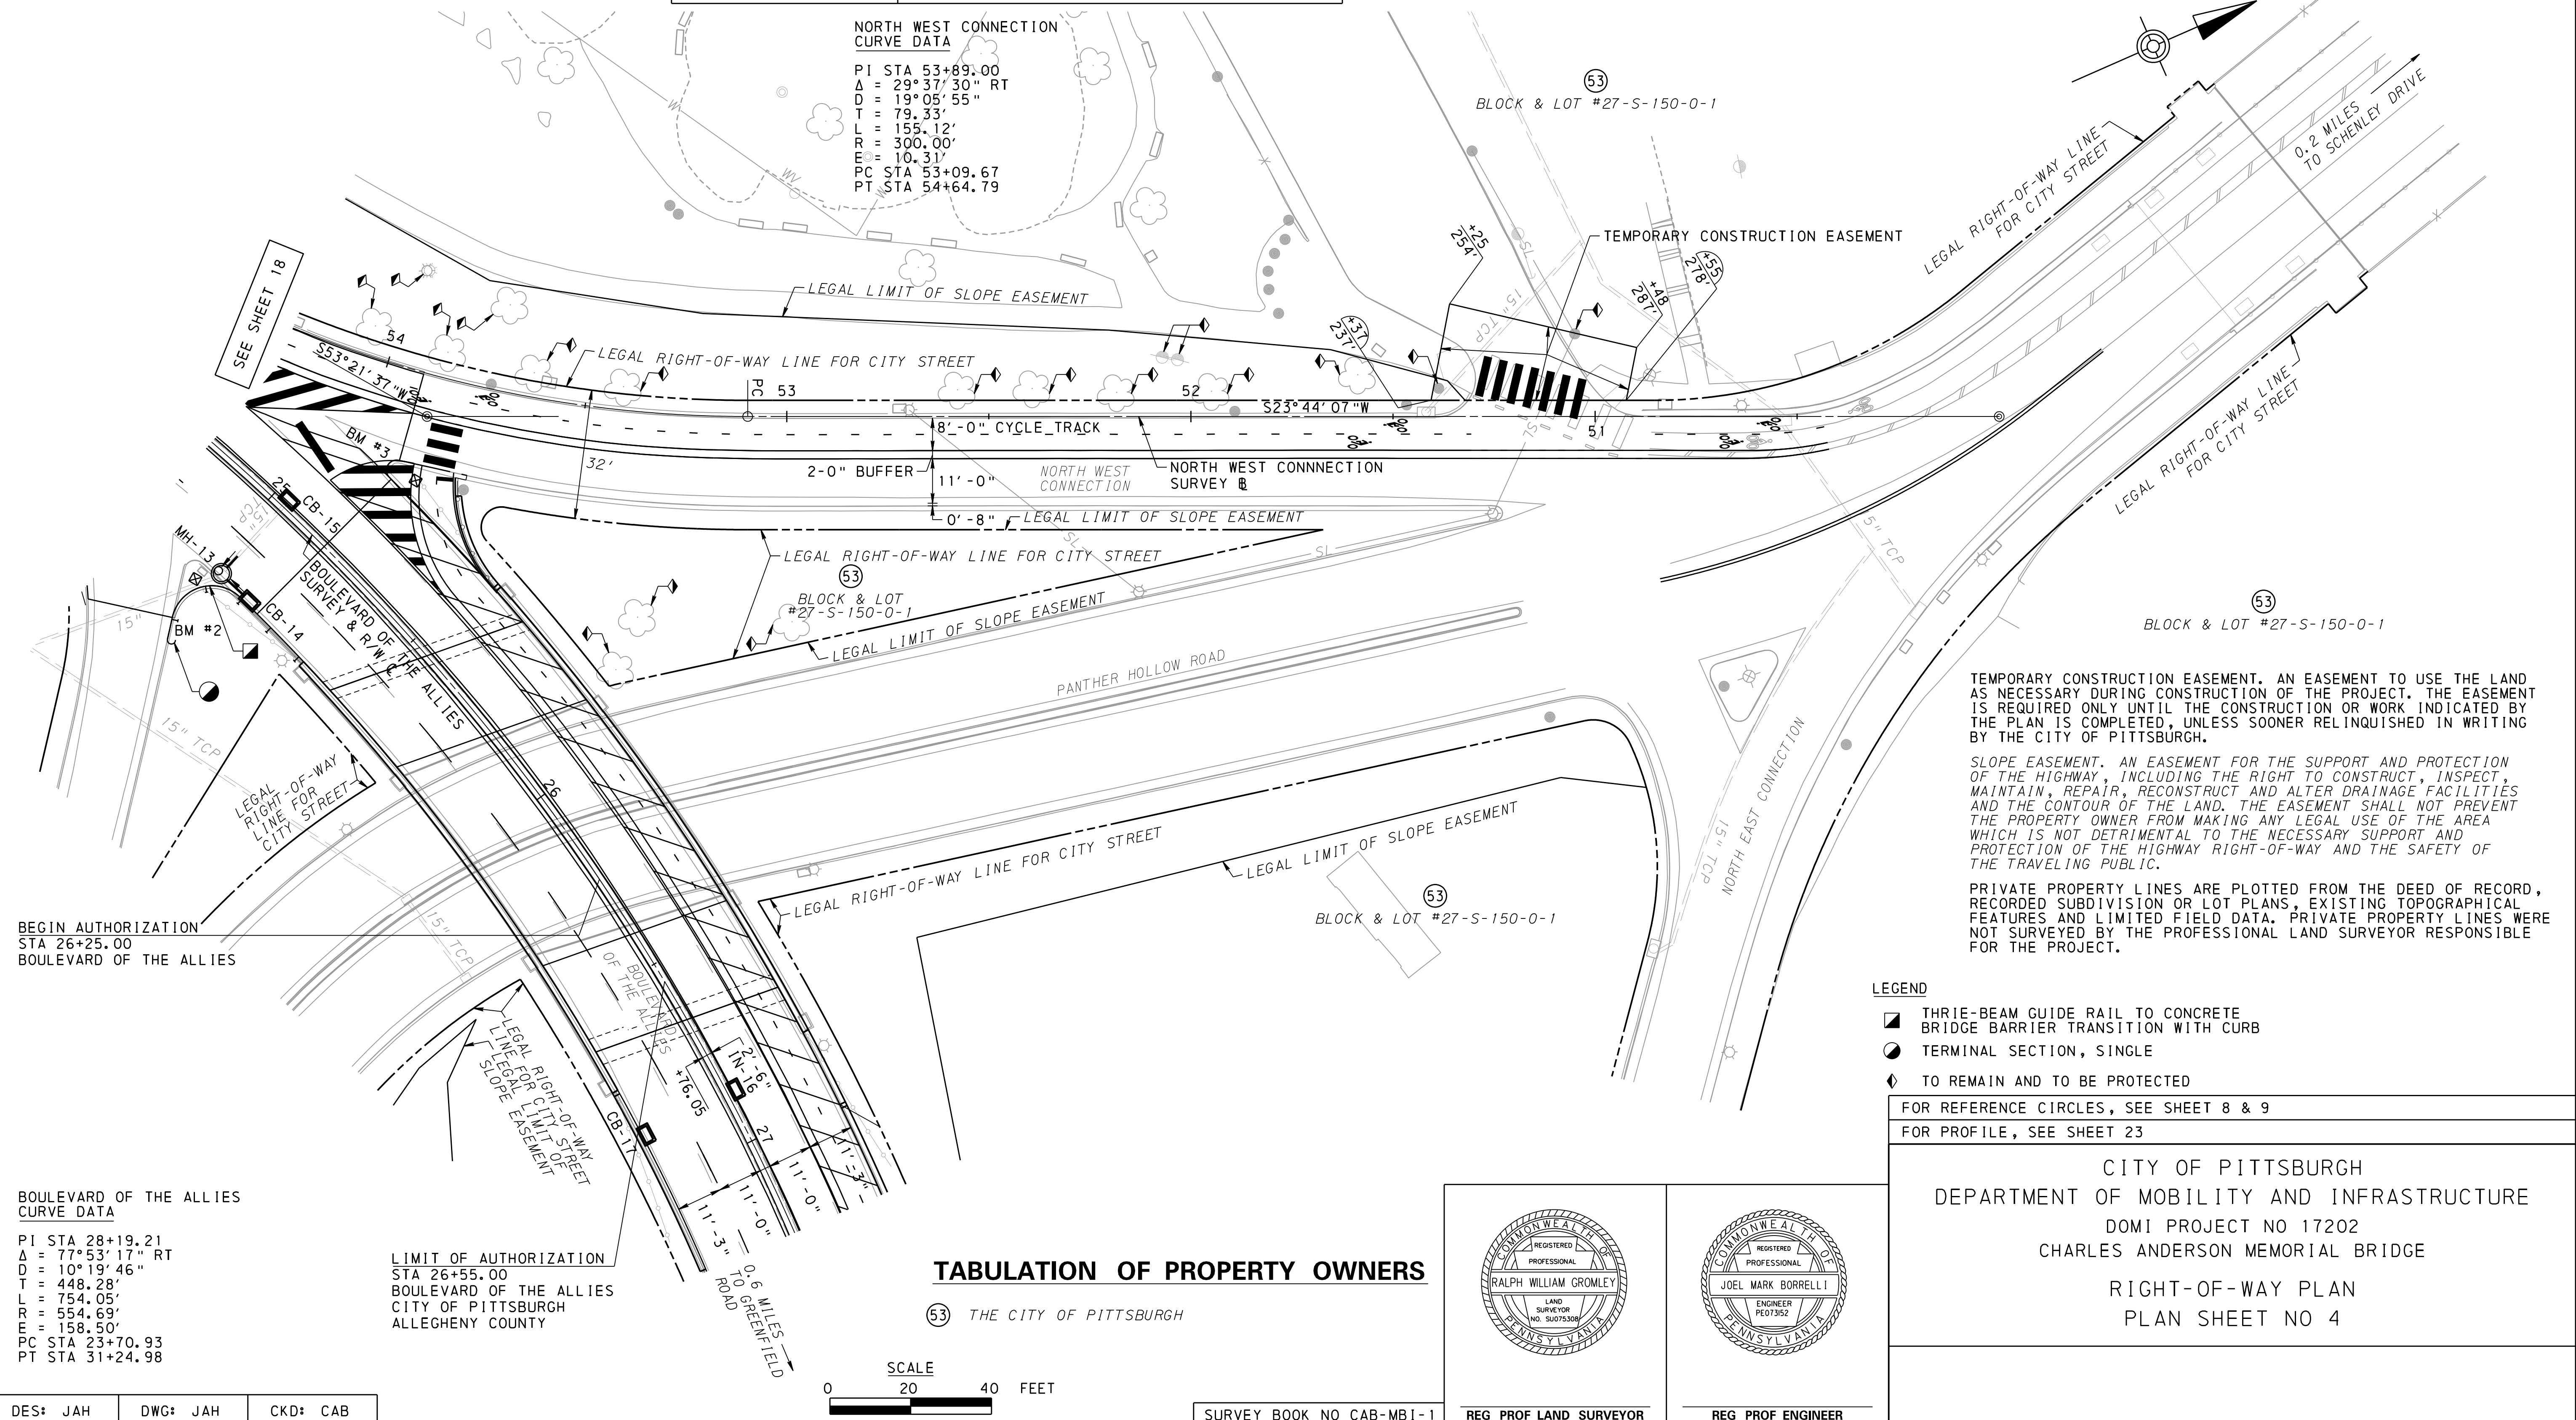 NORTH WEST CONNECTION
CURVE DATA
PI STA 53+89.00
Δ = 29°37'30" RT
D = 19°05'55"
T = 79.33'
L = 155.12'
R = 300.00'
E = 10.31'
PC STA 53+09.67
PT STA 54+64.79
W
WV
W
53
BLOCK & LOT #27-S-150-0-1
0.2 MILES
TO SCHENLEY DRIVE
LEGAL RIGHT-OF-WAY LINE
FOR CITY STREET
TEMPORARY CONSTRUCTION EASEMENT
+25
254'
+55
278'
+48
287'
+37
237'
SL
15" TCP
SEE SHEET 18
LEGAL LIMIT OF SLOPE EASEMENT
54
S53°21'37"W
LEGAL RIGHT-OF-WAY LINE FOR CITY STREET
PC
53
52
S23°44'07"W
51
8'-0" CYCLE TRACK
SL
BM #3
32'
2-0" BUFFER
11'-0"
NORTH WEST
CONNECTION
NORTH WEST CONNNECTION
SURVEY BL
0'-8"
LEGAL LIMIT OF SLOPE EASEMENT
SL
SL
LEGAL RIGHT-OF-WAY LINE FOR CITY STREET
LEGAL RIGHT-OF-WAY LINE
FOR CITY STREET
15" TCP
25
CB-15
15"
TCP
MH-13
CB-14
BM #2
15"
BOULEVARD OF THE ALLIES
SURVEY & R/W CL
53
BLOCK & LOT
#27-S-150-0-1
LEGAL LIMIT OF SLOPE EASEMENT
PANTHER HOLLOW ROAD
53
BLOCK & LOT #27-S-150-0-1
15" TCP
LEGAL
RIGHT-OF-WAY
LINE FOR
CITY STREET
26
NORTH EAST CONNECTION
15" TCP
LEGAL RIGHT-OF-WAY LINE FOR CITY STREET
LEGAL LIMIT OF SLOPE EASEMENT
53
BLOCK & LOT #27-S-150-0-1
TEMPORARY CONSTRUCTION EASEMENT. AN EASEMENT TO USE THE LAND
AS NECESSARY DURING CONSTRUCTION OF THE PROJECT. THE EASEMENT
IS REQUIRED ONLY UNTIL THE CONSTRUCTION OR WORK INDICATED BY
THE PLAN IS COMPLETED, UNLESS SOONER RELINQUISHED IN WRITING
BY THE CITY OF PITTSBURGH.
SLOPE EASEMENT. AN EASEMENT FOR THE SUPPORT AND PROTECTION
OF THE HIGHWAY, INCLUDING THE RIGHT TO CONSTRUCT, INSPECT,
MAINTAIN, REPAIR, RECONSTRUCT AND ALTER DRAINAGE FACILITIES
AND THE CONTOUR OF THE LAND. THE EASEMENT SHALL NOT PREVENT
THE PROPERTY OWNER FROM MAKING ANY LEGAL USE OF THE AREA
WHICH IS NOT DETRIMENTAL TO THE NECESSARY SUPPORT AND
PROTECTION OF THE HIGHWAY RIGHT-OF-WAY AND THE SAFETY OF
THE TRAVELING PUBLIC.
PRIVATE PROPERTY LINES ARE PLOTTED FROM THE DEED OF RECORD,
RECORDED SUBDIVISION OR LOT PLANS, EXISTING TOPOGRAPHICAL
FEATURES AND LIMITED FIELD DATA. PRIVATE PROPERTY LINES WERE
NOT SURVEYED BY THE PROFESSIONAL LAND SURVEYOR RESPONSIBLE
FOR THE PROJECT.
BEGIN AUTHORIZATION
STA 26+25.00
BOULEVARD OF THE ALLIES
15" TCP
BOULEVARD
OF THE ALLIES
LEGAL RIGHT-OF-WAY
LINE FOR CITY STREET
LEGAL LIMIT OF
SLOPE EASEMENT
2'-6"
IN-16
+76.05
27
CB-17
11'-3"
11'-0"
11'-0"
11'-3"
0.6 MILES
TO GREENFIELD
ROAD
LEGEND
THRIE-BEAM GUIDE RAIL TO CONCRETE
BRIDGE BARRIER TRANSITION WITH CURB
TERMINAL SECTION, SINGLE
TO REMAIN AND TO BE PROTECTED
FOR REFERENCE CIRCLES, SEE SHEET 8 & 9
FOR PROFILE, SEE SHEET 23
CITY OF PITTSBURGH
DEPARTMENT OF MOBILITY AND INFRASTRUCTURE
DOMI PROJECT NO 17202
CHARLES ANDERSON MEMORIAL BRIDGE
RIGHT-OF-WAY PLAN
PLAN SHEET NO 4
BOULEVARD OF THE ALLIES
CURVE DATA
PI STA 28+19.21
Δ = 77°53'17" RT
D = 10°19'46"
T = 448.28'
L = 754.05'
R = 554.69'
E = 158.50'
PC STA 23+70.93
PT STA 31+24.98
LIMIT OF AUTHORIZATION
STA 26+55.00
BOULEVARD OF THE ALLIES
CITY OF PITTSBURGH
ALLEGHENY COUNTY
TABULATION OF PROPERTY OWNERS
53 THE CITY OF PITTSBURGH
SCALE
0 20 40 FEET
COMMONWEALTH OF
REGISTERED
PROFESSIONAL
RALPH WILLIAM GROMLEY
LAND
SURVEYOR
NO. SU075308
PENNSYLVANIA
REG PROF LAND SURVEYOR
COMMONWEALTH OF
REGISTERED
PROFESSIONAL
JOEL MARK BORRELLI
ENGINEER
PE073152
PENNSYLVANIA
REG PROF ENGINEER
DES: JAH DWG: JAH CKD: CAB
SURVEY BOOK NO CAB-MBI-1